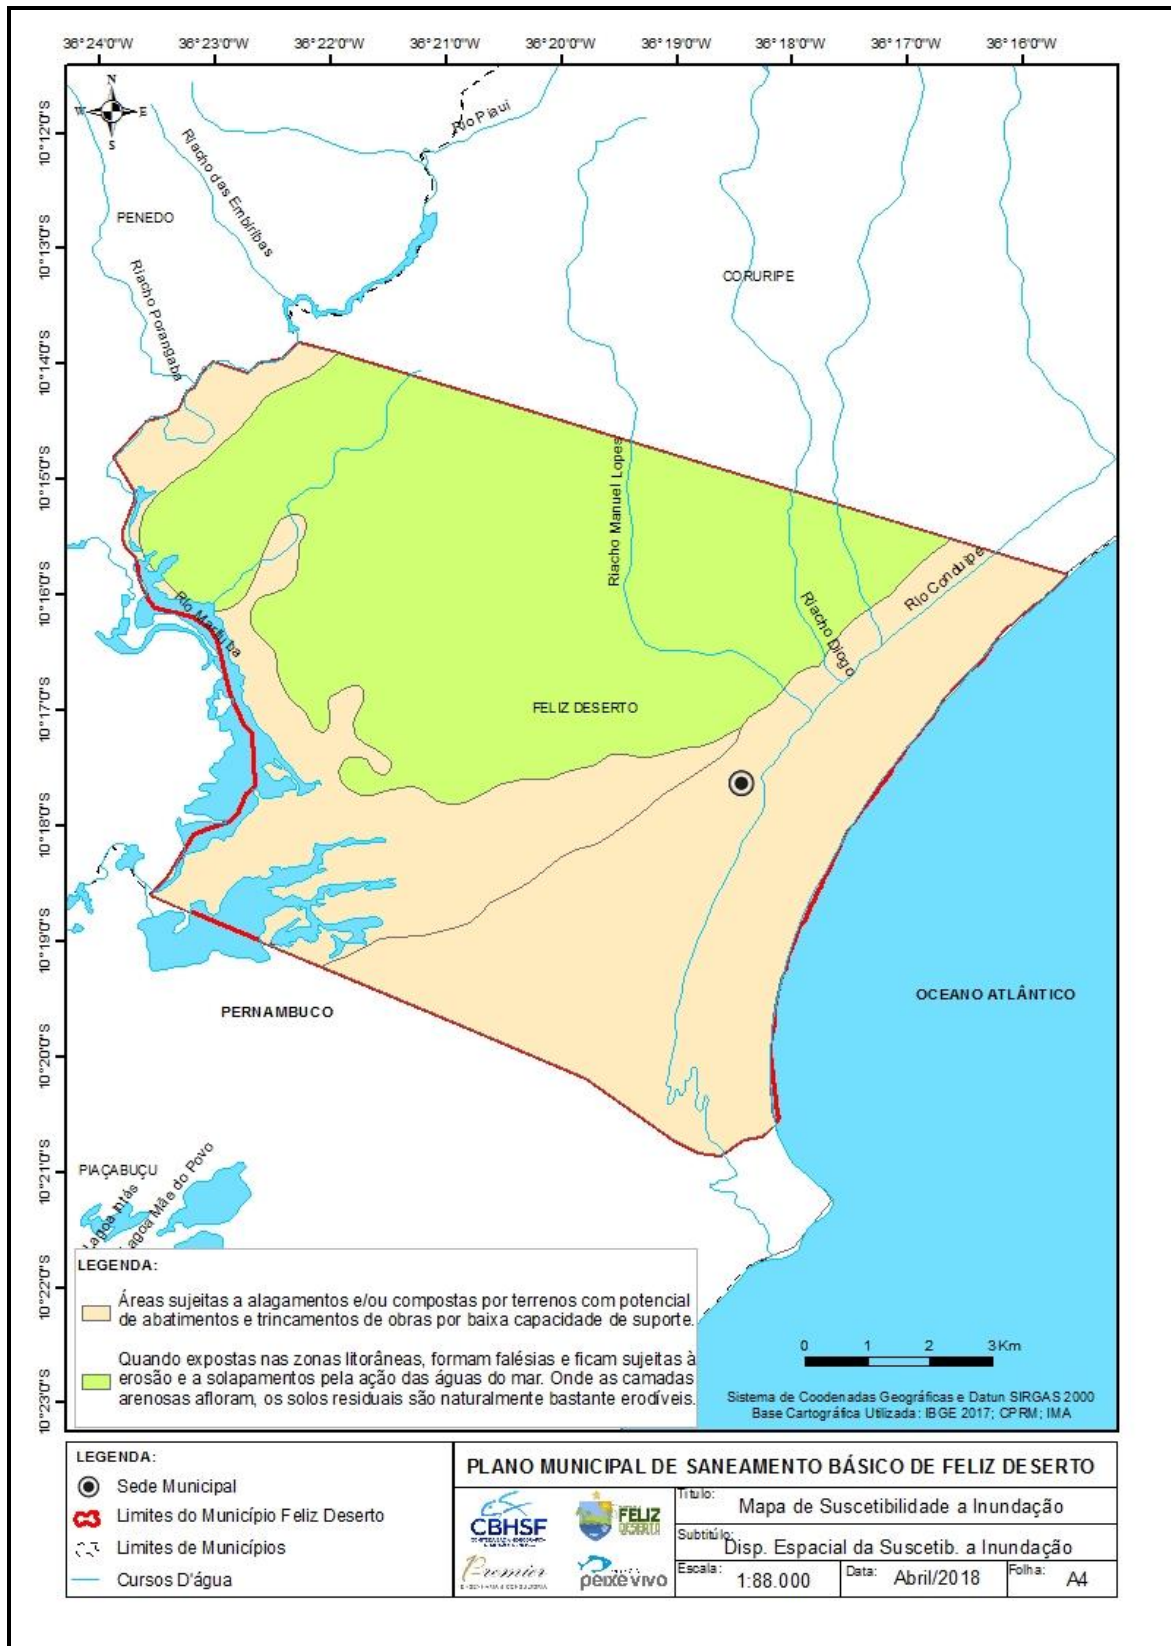 36°24'0"W 36°23'0"W 36°22'0"W 36°21'0"W 36°20'0"W 36°19'0"W 36°18'0"W 36°17'0"W 36°16'0"W
N
W E
S
10°12'0"S
10°13'0"S
10°14'0"S
10°15'0"S
10°16'0"S
10°17'0"S
10°18'0"S
10°19'0"S
10°20'0"S
10°21'0"S
10°22'0"S
10°23'0"S
Rio Piauí
Riacho das Embiribas
PENEDO
Riacho Porangaba
CORURIPE
Riacho Manuel Lopes
Rio Conduipe
Riacho Diogo
Rio Marituba
FELIZ DESERTO
OCEANO ATLÂNTICO
PERNAMBUCO
PIAÇABUÇU
Lagoa Mãe do Povo
LEGENDA:
Áreas sujeitas a alagamentos e/ou compostas por terrenos com potencial
de abatimentos e trincamentos de obras por baixa capacidade de suporte.
Quando expostas nas zonas litorâneas, formam falésias e ficam sujeitas à
erosão e a solapamentos pela ação das águas do mar. Onde as camadas
arenosas afloram, os solos residuais são naturalmente bastante erodíveis.
0 1 2 3 Km
Sistema de Coodenadas Geográficas e Datun SIRGAS 2000
Base Cartográfica Utilizada: IBGE 2017; CPRM; IMA
LEGENDA:
Sede Municipal
Limites do Município Feliz Deserto
Limites de Municípios
Cursos D'água
PLANO MUNICIPAL DE SANEAMENTO BÁSICO DE FELIZ DESERTO
CBHSF
FELIZ
DESERTO
Premier
peixe vivo
Titulo:
Mapa de Suscetibilidade a Inundação
Subtitúlo:
Disp. Espacial da Suscetib. a Inundação
Escala: 1:88.000
Data: Abril/2018
Folha: A4